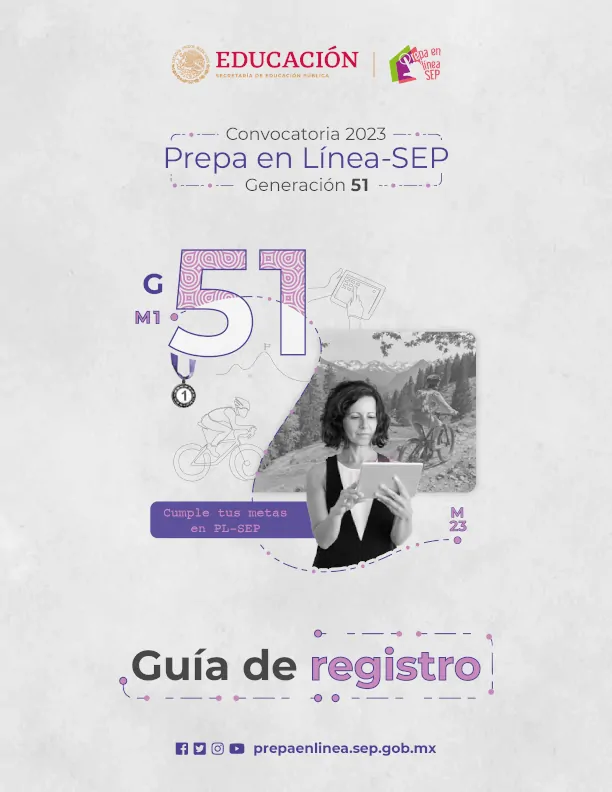 EDUCACIÓN
SECRETARÍA DE EDUCACIÓN PÚBLICA
Prepa en
línea
SEP
Convocatoria 2023
Prepa en Línea-SEP
Generación 51
G
51
M1
1
Cumple tus metas
en PL-SEP
M
23
Guía de registro
prepaenlinea.sep.gob.mx